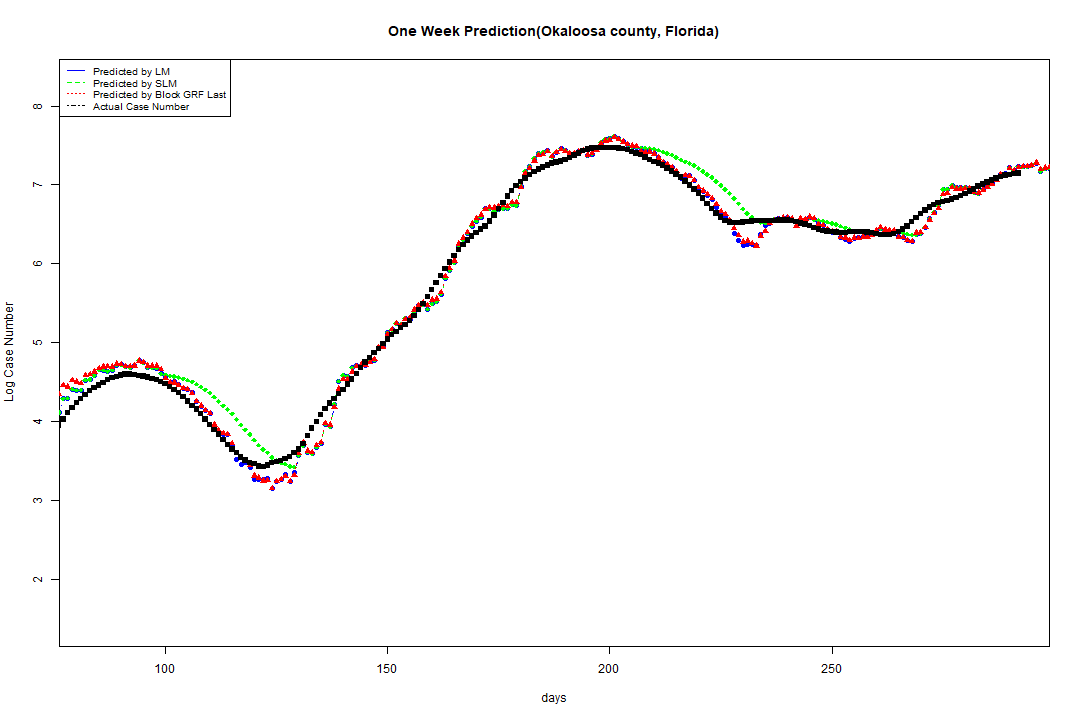 One Week Prediction(Okaloosa county, Florida)
Predicted by LM
Predicted by SLM
Predicted by Block GRF Last
Actual Case Number
8
7
6
5
4
3
2
Log Case Number
100 150 200 250
days